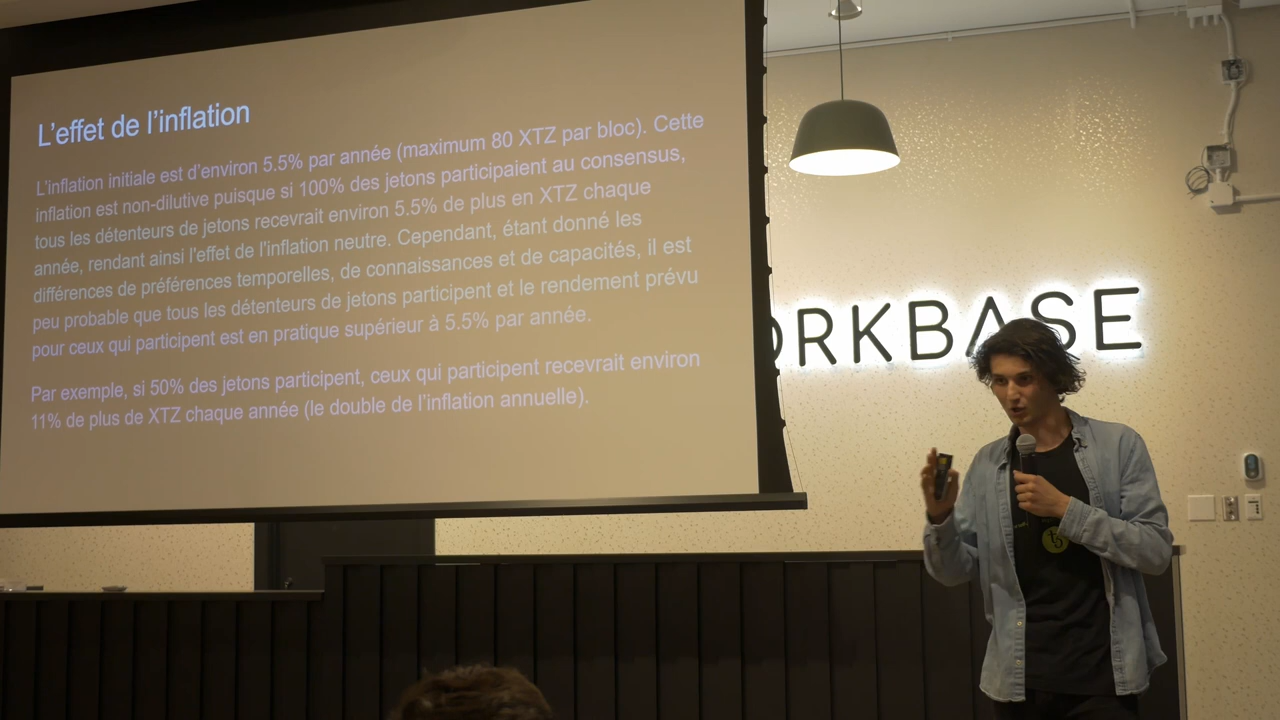 L'effet de l'inflation
L'inflation initiale est d'environ 5.5% par année (maximum 80 XTZ par bloc). Cette
inflation est non-dilutive puisque si 100% des jetons participaient au consensus,
tous les détenteurs de jetons recevrait environ 5.5% de plus en XTZ chaque
année, rendant ainsi l'effet de l'inflation neutre. Cependant, étant donné les
différences de préférences temporelles, de connaissances et de capacités, il est
peu probable que tous les détenteurs de jetons participent et le rendement prévu
pour ceux qui participent est en pratique supérieur à 5.5% par année.
Par exemple, si 50% des jetons participent, ceux qui participent recevrait environ
11% de plus de XTZ chaque année (le double de l'inflation annuelle).
ORKBASE